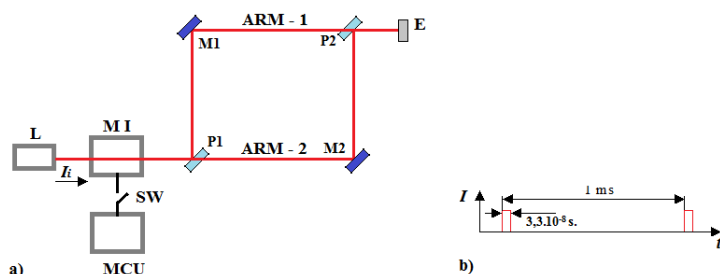 ARM - 1
E
M1
P2
L
M I
P1
M2
ARM - 2
Ii
SW
MCU
a)
1 ms
I
3,3.10⁻⁸ s.
t
b)